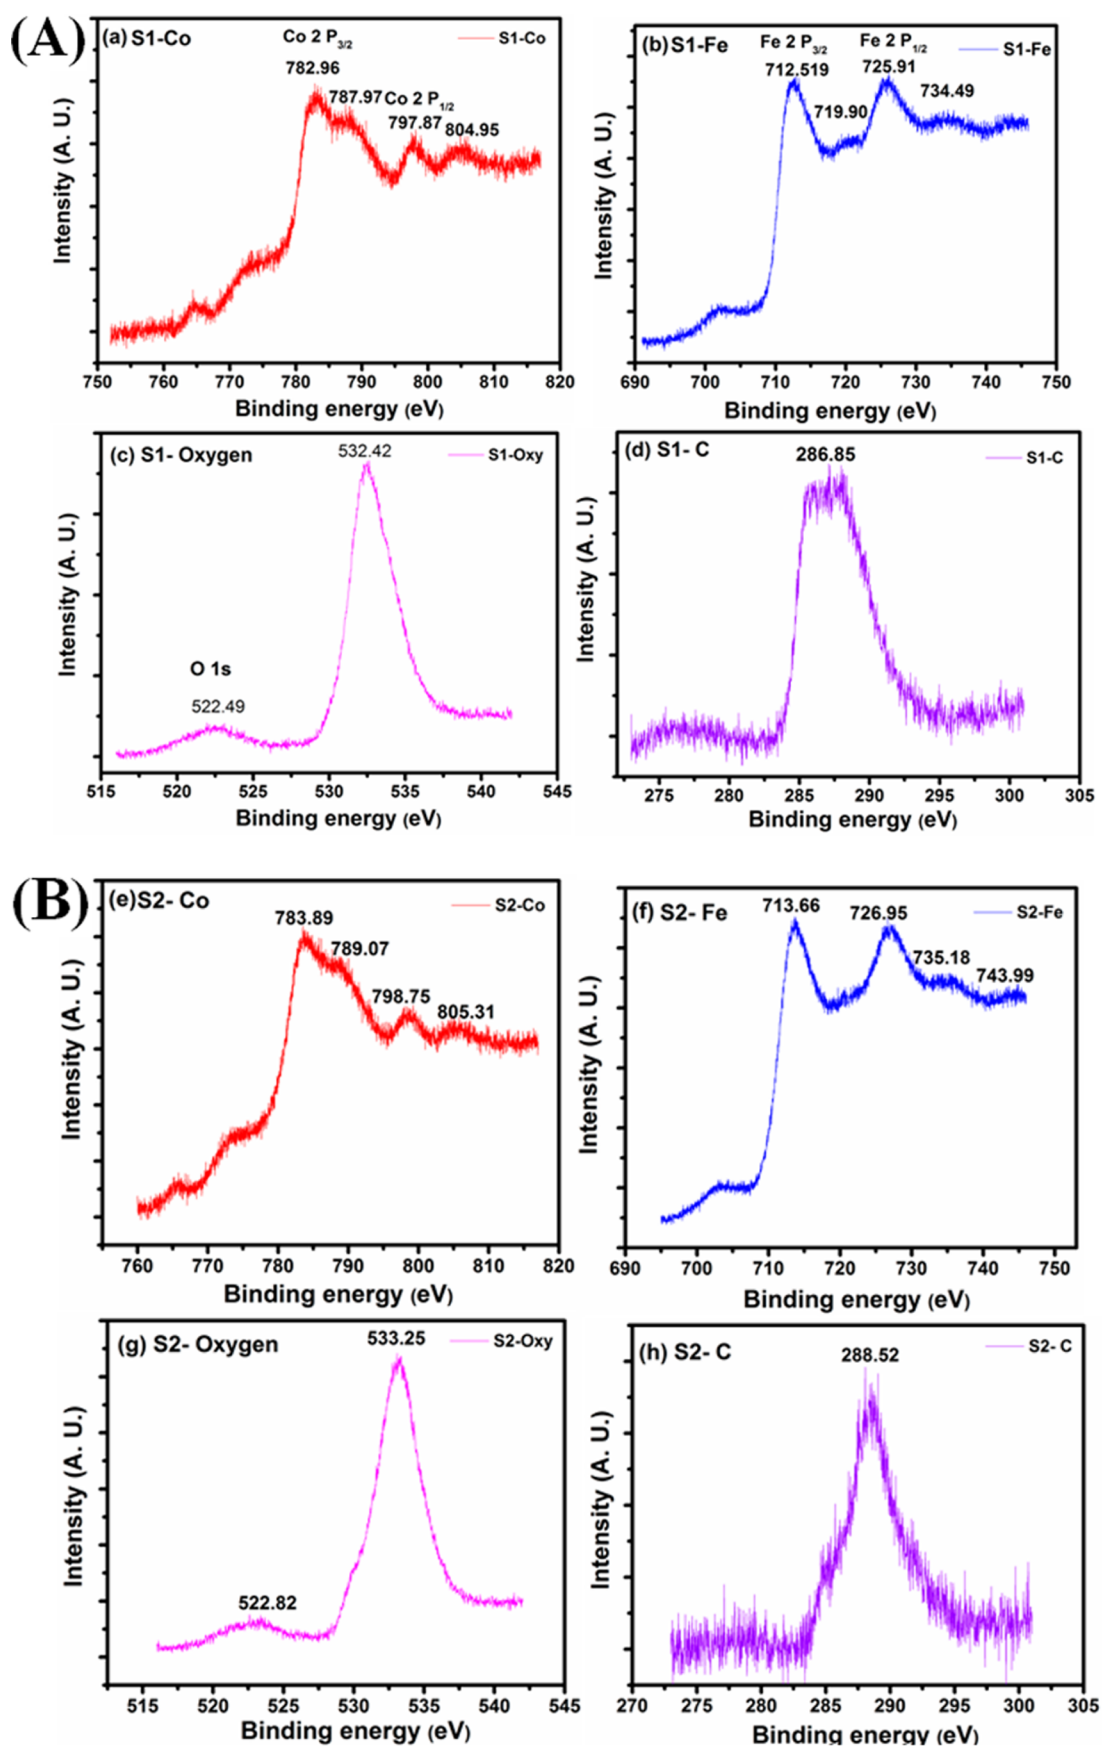 (A)
(a) S1-Co
Co 2 P3/2
S1-Co
782.96
787.97 Co 2 P1/2
797.87 804.95
Intensity (A. U.)
750 760 770 780 790 800 810 820
Binding energy (eV)
(b) S1-Fe
Fe 2 P3/2 Fe 2 P1/2
S1-Fe
712.519 725.91
719.90
734.49
Intensity (A. U.)
690 700 710 720 730 740 750
Binding energy (eV)
(c) S1- Oxygen
532.42
S1-Oxy
O 1s
522.49
Intensity (A. U.)
515 520 525 530 535 540 545
Binding energy (eV)
(d) S1- C
286.85
S1-C
Intensity (A. U.)
275 280 285 290 295 300 305
Binding energy (eV)
(B)
(e)S2- Co
783.89
S2-Co
789.07
798.75
805.31
Intensity (A. U.)
760 770 780 790 800 810 820
Binding energy (eV)
(f) S2- Fe
713.66
726.95
S2-Fe
735.18
743.99
Intensity (A. U.)
690 700 710 720 730 740 750
Binding energy (eV)
(g) S2- Oxygen
533.25
S2-Oxy
522.82
Intensity (A. U.)
515 520 525 530 535 540 545
Binding energy (eV)
(h) S2- C
288.52
S2- C
Intensity (A. U.)
270 275 280 285 290 295 300 305
Binding energy (eV)